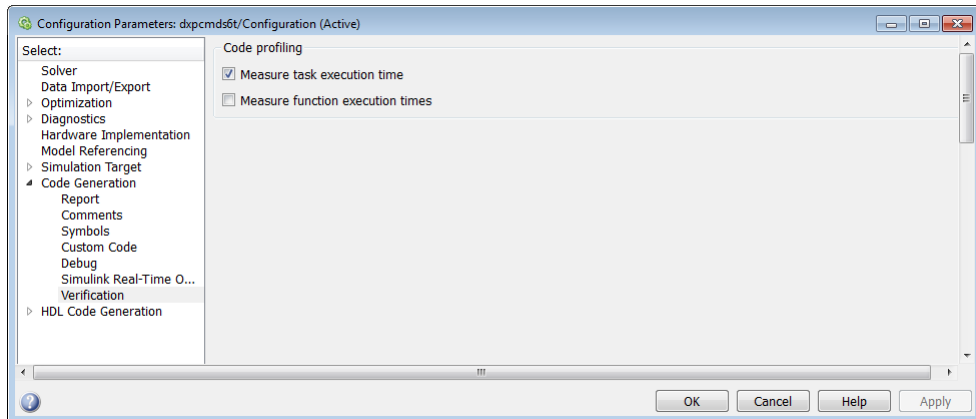 Configuration Parameters: dxpcmds6t/Configuration (Active)
Select:
Solver
Data Import/Export
Optimization
Diagnostics
Hardware Implementation
Model Referencing
Simulation Target
Code Generation
Report
Comments
Symbols
Custom Code
Debug
Simulink Real-Time O...
Verification
HDL Code Generation
Code profiling
Measure task execution time
Measure function execution times
OK
Cancel
Help
Apply